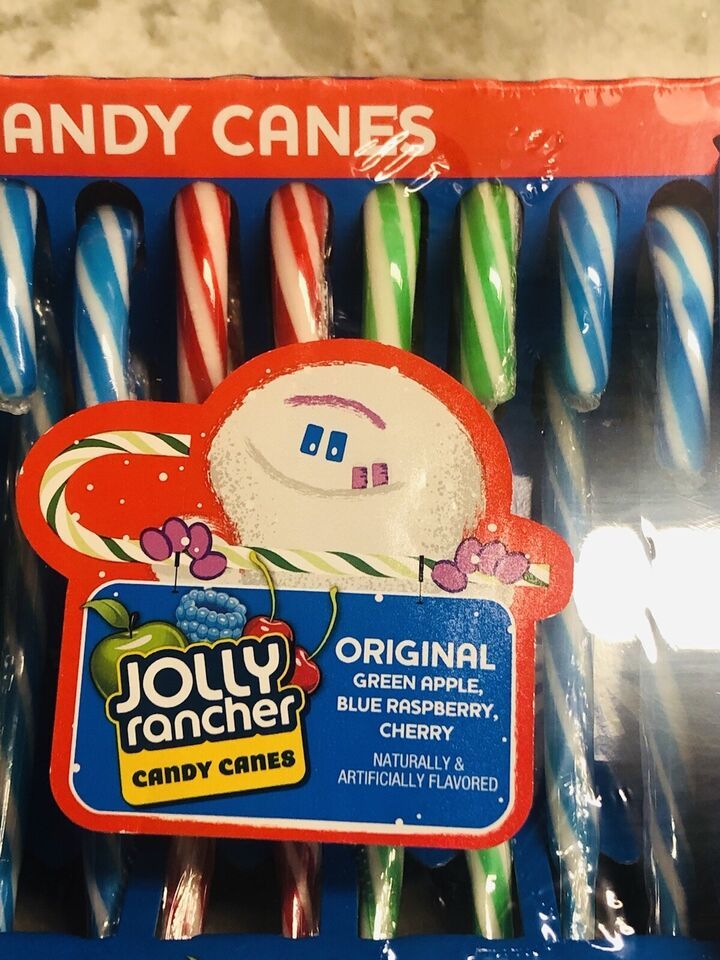 ANDY CANES
JOLLY
rancher
CANDY CANES
ORIGINAL
GREEN APPLE,
BLUE RASPBERRY,
CHERRY
NATURALLY &
ARTIFICIALLY FLAVORED